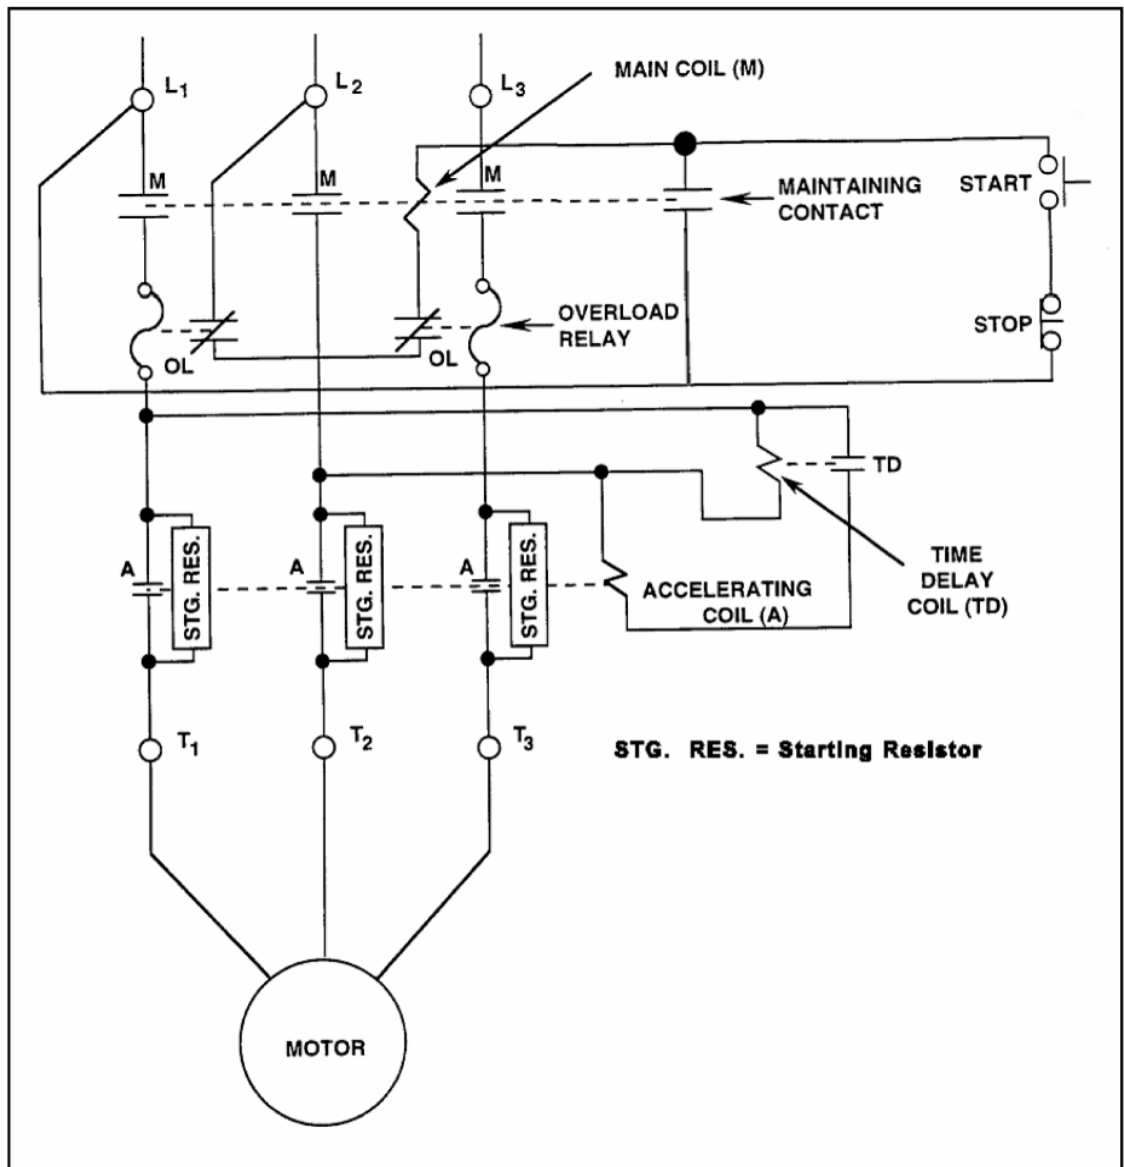 L1
L2
L3
MAIN COIL (M)
M
M
M
MAINTAINING
CONTACT
START
OVERLOAD
RELAY
STOP
OL
OL
TD
A
A
A
STG. RES.
STG. RES.
STG. RES.
ACCELERATING
COIL (A)
TIME
DELAY
COIL (TD)
T1
T2
T3
STG. RES. = Starting Resistor
MOTOR